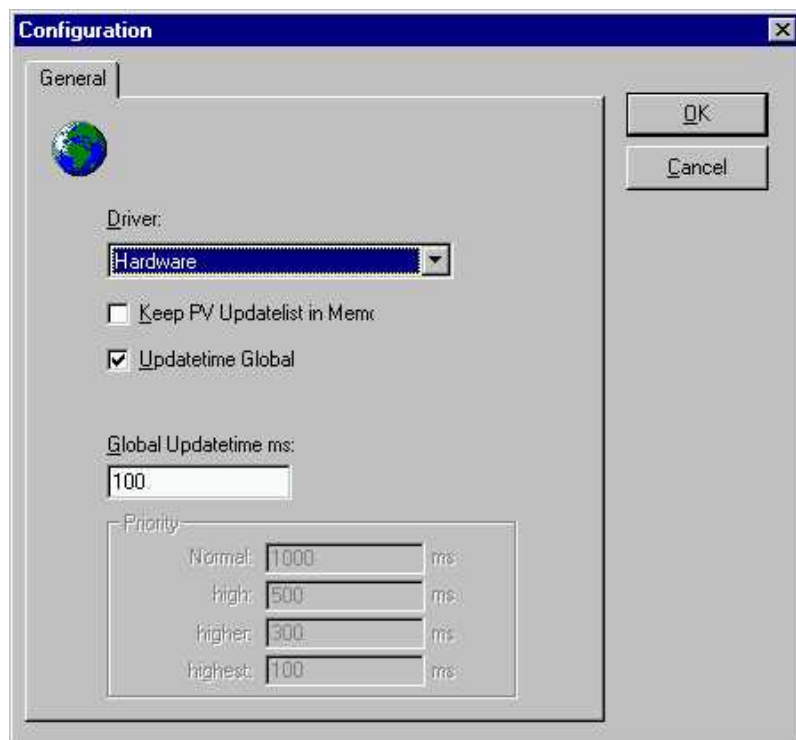 Configuration
General
OK
Cancel
Driver:
Hardware
Keep PV Updatelist in Mem
Updatetime Global
Global Updatetime ms:
100
Priority
Normal: 1000 ms
high: 500 ms
higher: 300 ms
highest: 100 ms